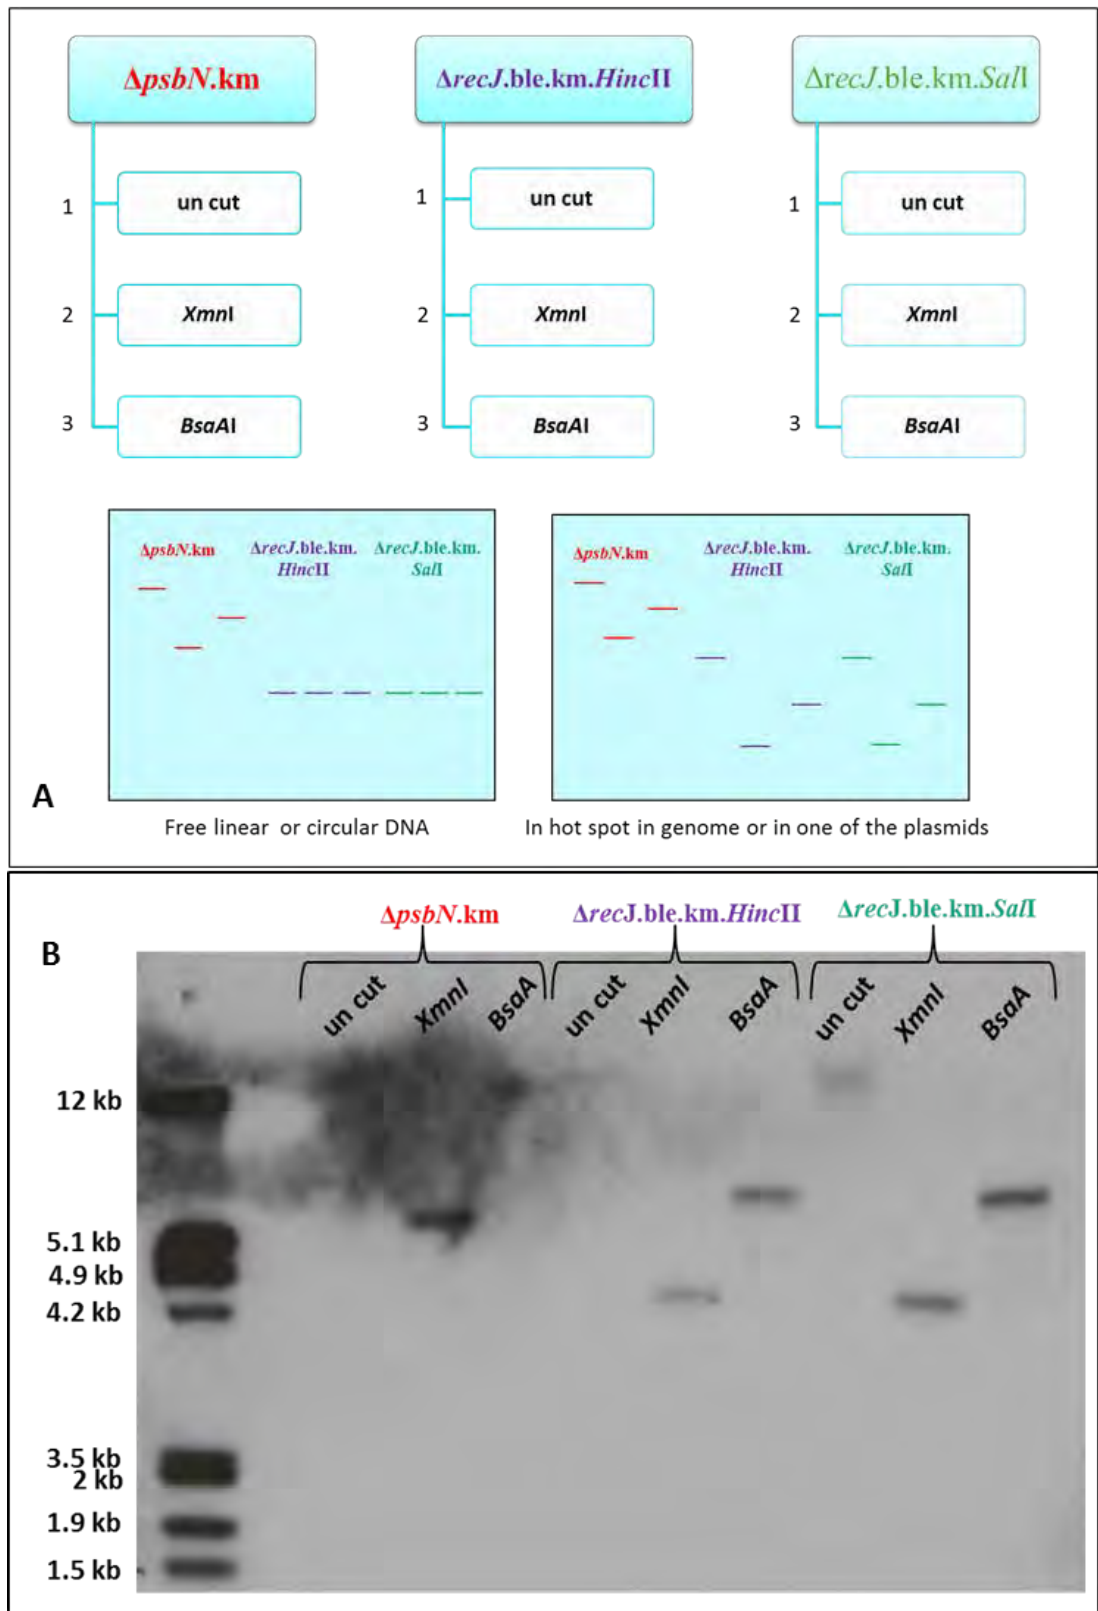 ΔpsbN.km
ΔrecJ.ble.km.HincII
ΔrecJ.ble.km.SalI
1
un cut
1
un cut
1
un cut
2
XmnI
2
XmnI
2
XmnI
3
BsaAI
3
BsaAI
3
BsaAI
ΔpsbN.km
ΔrecJ.ble.km.
HincII
ΔrecJ.ble.km.
SalI
ΔpsbN.km
ΔrecJ.ble.km.
HincII
ΔrecJ.ble.km.
SalI
A
Free linear or circular DNA
In hot spot in genome or in one of the plasmids
B
ΔpsbN.km
ΔrecJ.ble.km.HincII
ΔrecJ.ble.km.SalI
un cut
XmnI
BsaA
un cut
XmnI
BsaA
un cut
XmnI
BsaA
12 kb
5.1 kb
4.9 kb
4.2 kb
3.5 kb
2 kb
1.9 kb
1.5 kb